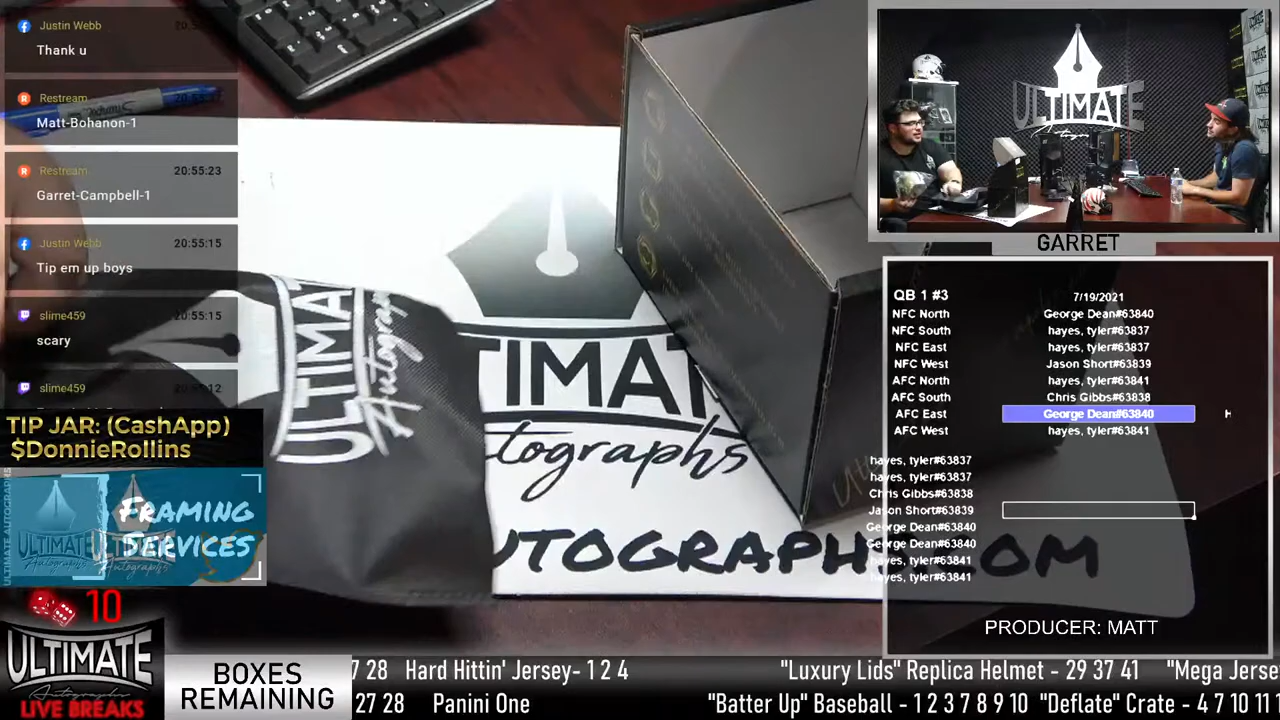 Justin Webb
Thank u
Restream
Matt-Bohanon-1
Restream 20:55:23
Garret-Campbell-1
Justin Webb 20:55:15
Tip em up boys
slime459 20:55:15
scary
slime459
TIP JAR: (CashApp)
$DonnieRollins
FRAMING
SERVICES
ULTIMATE AUTOGRAPHS
10
ULTIMATE
Autographs
LIVE BREAKS
BOXES
REMAINING
ULTIMATE
GARRET
QB 1 #3 7/19/2021
NFC North George Dean#63840
NFC South hayes, tyler#63837
NFC East hayes, tyler#63837
NFC West Jason Short#63839
AFC North hayes, tyler#63841
AFC South Chris Gibbs#63838
AFC East George Dean#63840 H
AFC West hayes, tyler#63841
hayes, tyler#63837
hayes, tyler#63837
Chris Gibbs#63838
Jason Short#63839
George Dean#63840
George Dean#63840
hayes, tyler#63841
hayes, tyler#63841
PRODUCER: MATT
ULTIMAT
Autograp
TIMAT
tographs
UTOGRAPH .COM
7 28 Hard Hittin' Jersey- 1 2 4 "Luxury Lids" Replica Helmet - 29 37 41 "Mega Jerse
27 28 Panini One "Batter Up" Baseball - 1 2 3 7 8 9 10 "Deflate" Crate - 4 7 10 11 1